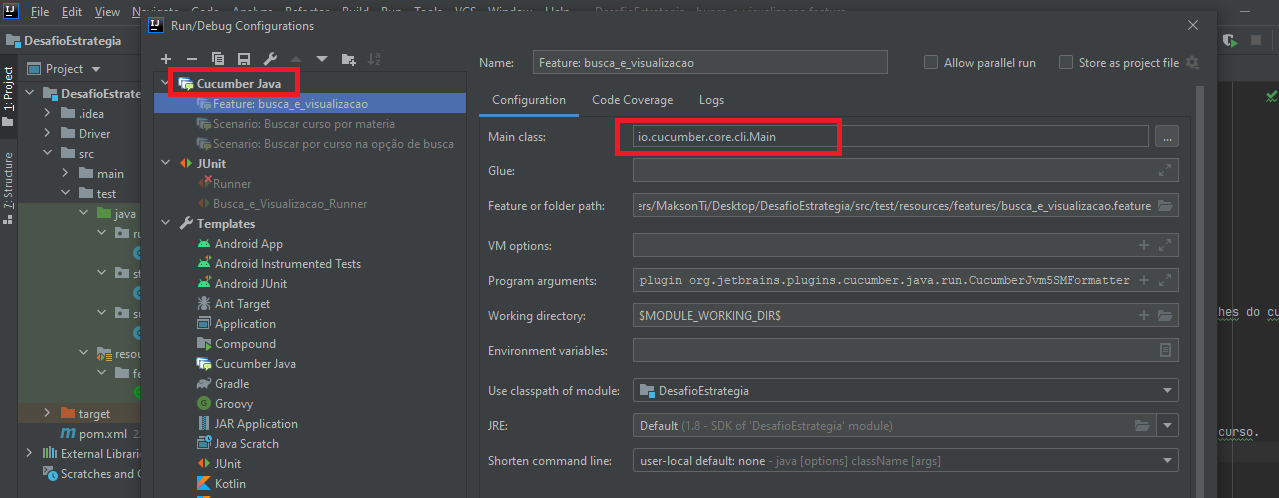 File Edit View Navigate Code Analyze Refactor Build Run Tools VCS Window Help DesafioEstrategia - busca_e_visualizacao.feature
DesafioEstrategia
Run/Debug Configurations
1: Project
7: Structure
Project
DesafioEstrate
.idea
Driver
src
main
test
java
ru
st
su
resou
fe
target
pom.xml 2
External Librari
Scratches and C
Cucumber Java
Feature: busca_e_visualizacao
Scenario: Buscar curso por materia
Scenario: Buscar por curso na opção de busca
JUnit
Runner
Busca_e_Visualizacao_Runner
Templates
Android App
Android Instrumented Tests
Android JUnit
Ant Target
Application
Compound
Cucumber Java
Gradle
Groovy
JAR Application
Java Scratch
JUnit
Kotlin
Name: Feature: busca_e_visualizacao
Allow parallel run
Store as project file
Configuration Code Coverage Logs
Main class: io.cucumber.core.cli.Main ...
Glue:
Feature or folder path: ers/MaksonTi/Desktop/DesafioEstrategia/src/test/resources/features/busca_e_visualizacao.feature
VM options:
Program arguments: plugin org.jetbrains.plugins.cucumber.java.run.CucumberJvm5SMFormatter
Working directory: $MODULE_WORKING_DIR$
Environment variables:
Use classpath of module: DesafioEstrategia
JRE: Default (1.8 - SDK of 'DesafioEstrategia' module)
Shorten command line: user-local default: none - java [options] className [args]
hes do cu
curso.